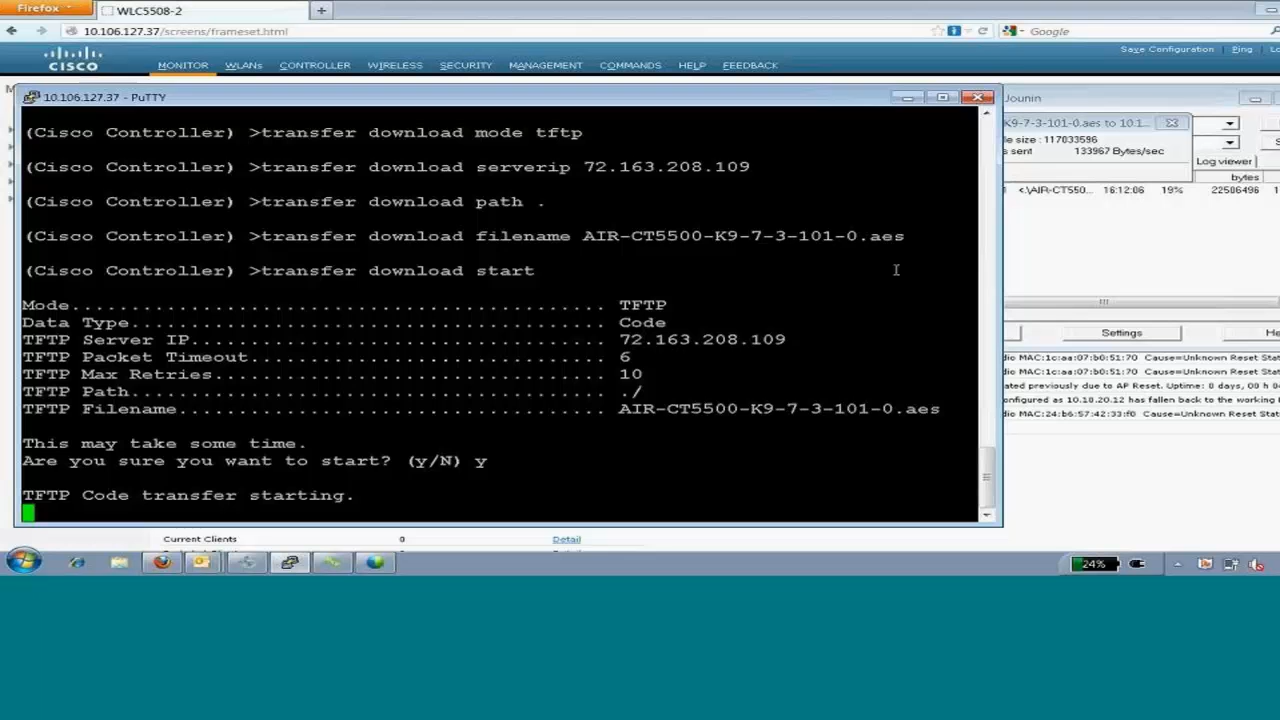 Firefox
WLC5508-2
10.106.127.37/screens/frameset.html
Google
Save Configuration Ping
CISCO
MONITOR WLANs CONTROLLER WIRELESS SECURITY MANAGEMENT COMMANDS HELP FEEDBACK
10.106.127.37 - PuTTY
(Cisco Controller) >transfer download mode tftp
(Cisco Controller) >transfer download serverip 72.163.208.109
(Cisco Controller) >transfer download path .
(Cisco Controller) >transfer download filename AIR-CT5500-K9-7-3-101-0.aes
(Cisco Controller) >transfer download start
Mode............................................. TFTP
Data Type........................................ Code
TFTP Server IP................................... 72.163.208.109
TFTP Packet Timeout.............................. 6
TFTP Max Retries................................. 10
TFTP Path........................................ ./
TFTP Filename.................................... AIR-CT5500-K9-7-3-101-0.aes
This may take some time.
Are you sure you want to start? (y/N) y
TFTP Code transfer starting.
Jounin
K9-7-3-101-0.aes to 10.1...
le size : 117033596
s sent 133967 Bytes/sec
Log viewer
bytes
<.\AIR-CT550... 16:12:06 19% 22506496
Settings
dio MAC:1c:aa:07:b0:51:70 Cause=Unknown Reset Stat
dio MAC:1c:aa:07:b0:51:70 Cause=Unknown Reset Stat
ated previously due to AP Reset. Uptime: 0 days, 00 h 0
onfigured as 10.10.20.12 has fallen back to the working
dio MAC:24:b6:57:42:33:f0 Cause=Unknown Reset Stat
Current Clients 0 Detail
24%